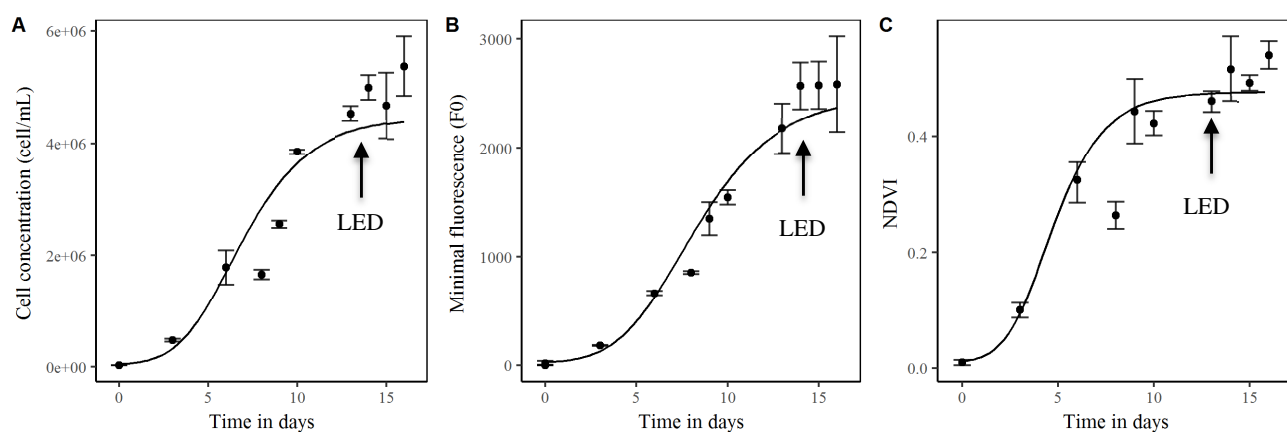 A
Cell concentration (cell/mL)
6e+06
4e+06
2e+06
0e+00
LED
0
5
10
15
Time in days
B
Minimal fluorescence (F0)
3000
2000
1000
0
LED
0
5
10
15
Time in days
C
NDVI
0.4
0.2
0.0
LED
0
5
10
15
Time in days